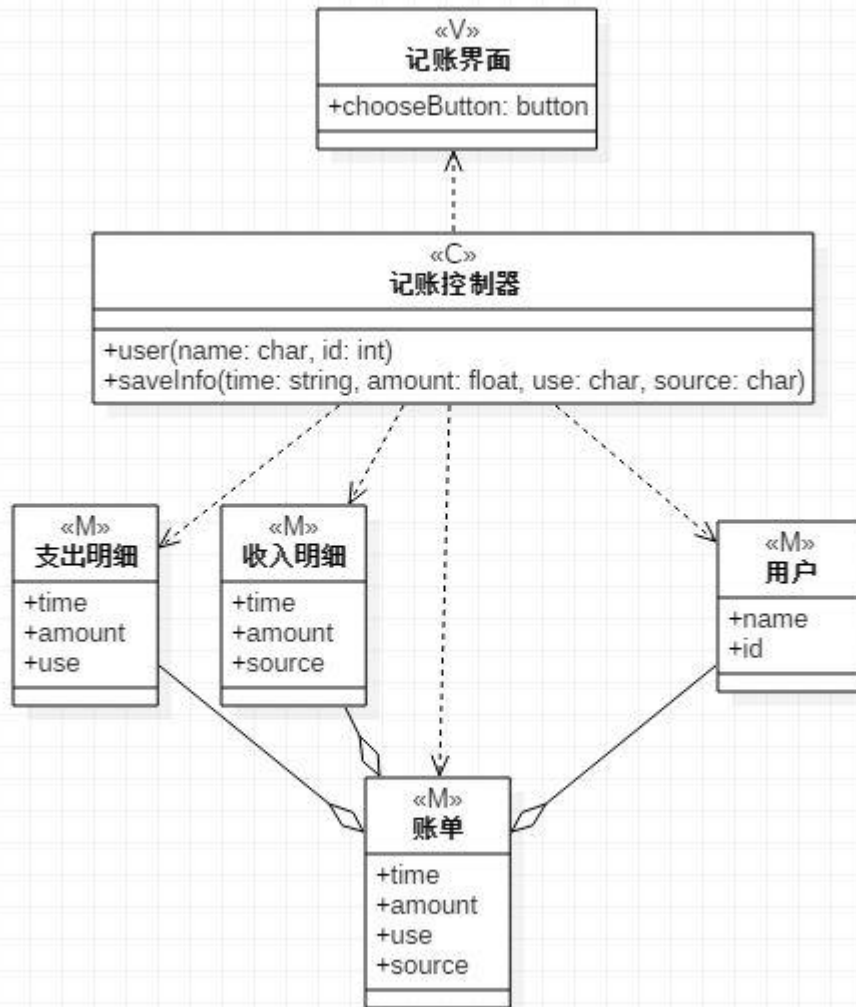 «V»
记账界面
+chooseButton: button
«C»
记账控制器
+user(name: char, id: int)
+saveInfo(time: string, amount: float, use: char, source: char)
«M»
支出明细
+time
+amount
+use
«M»
收入明细
+time
+amount
+source
«M»
用户
+name
+id
«M»
账单
+time
+amount
+use
+source